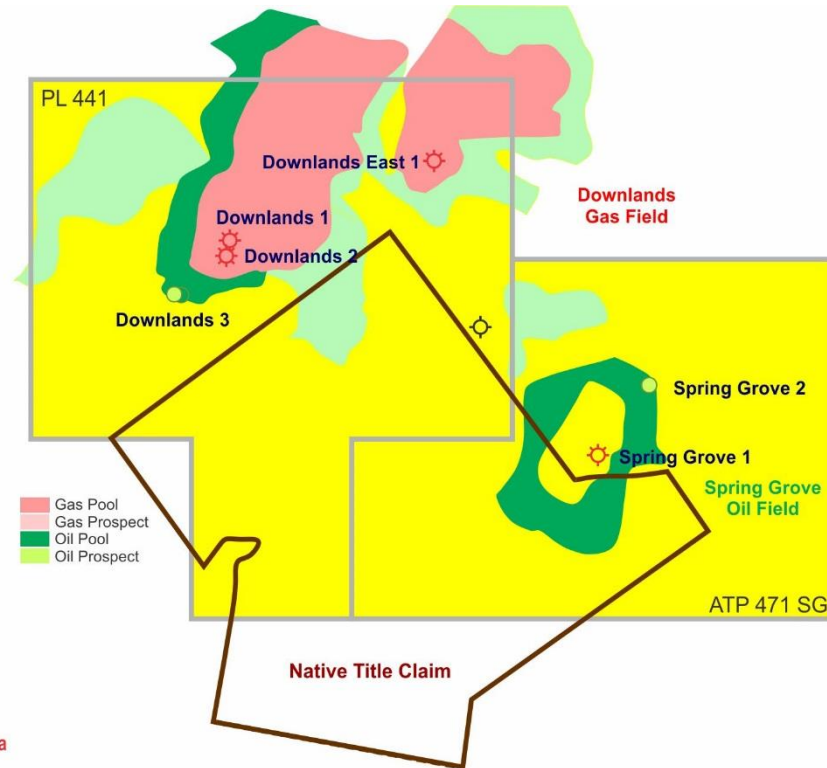 PL 441
Downlands East 1
Downlands
Gas Field
Downlands 1
Downlands 2
Downlands 3
Spring Grove 2
Spring Grove 1
Spring Grove
Oil Field
Gas Pool
Gas Prospect
Oil Pool
Oil Prospect
ATP 471 SG
Native Title Claim
a